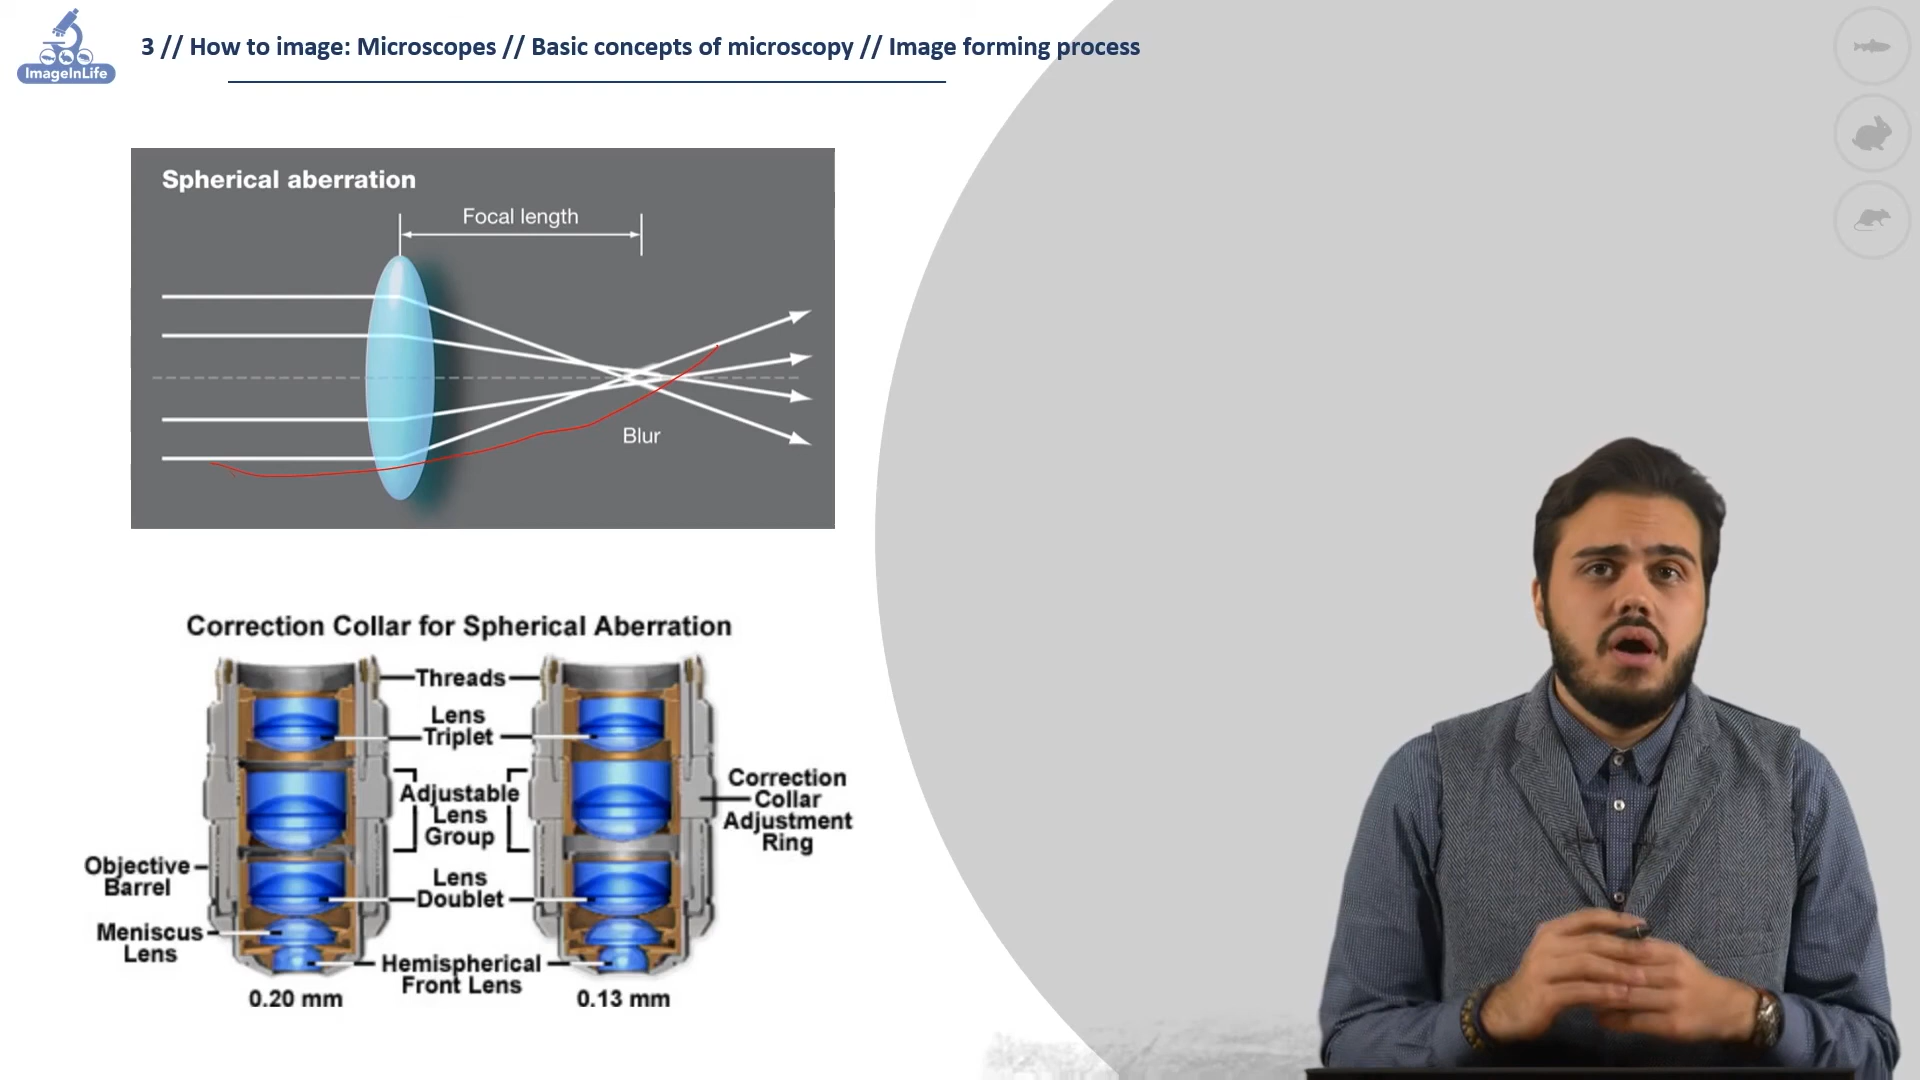 ImageInLife
3 // How to image: Microscopes // Basic concepts of microscopy // Image forming process
Spherical aberration
Focal length
Blur
Correction Collar for Spherical Aberration
Threads
Lens
Triplet
Adjustable
Lens
Group
Correction
Collar
Adjustment
Ring
Objective
Barrel
Lens
Doublet
Meniscus
Lens
Hemispherical
Front Lens
0.20 mm
0.13 mm